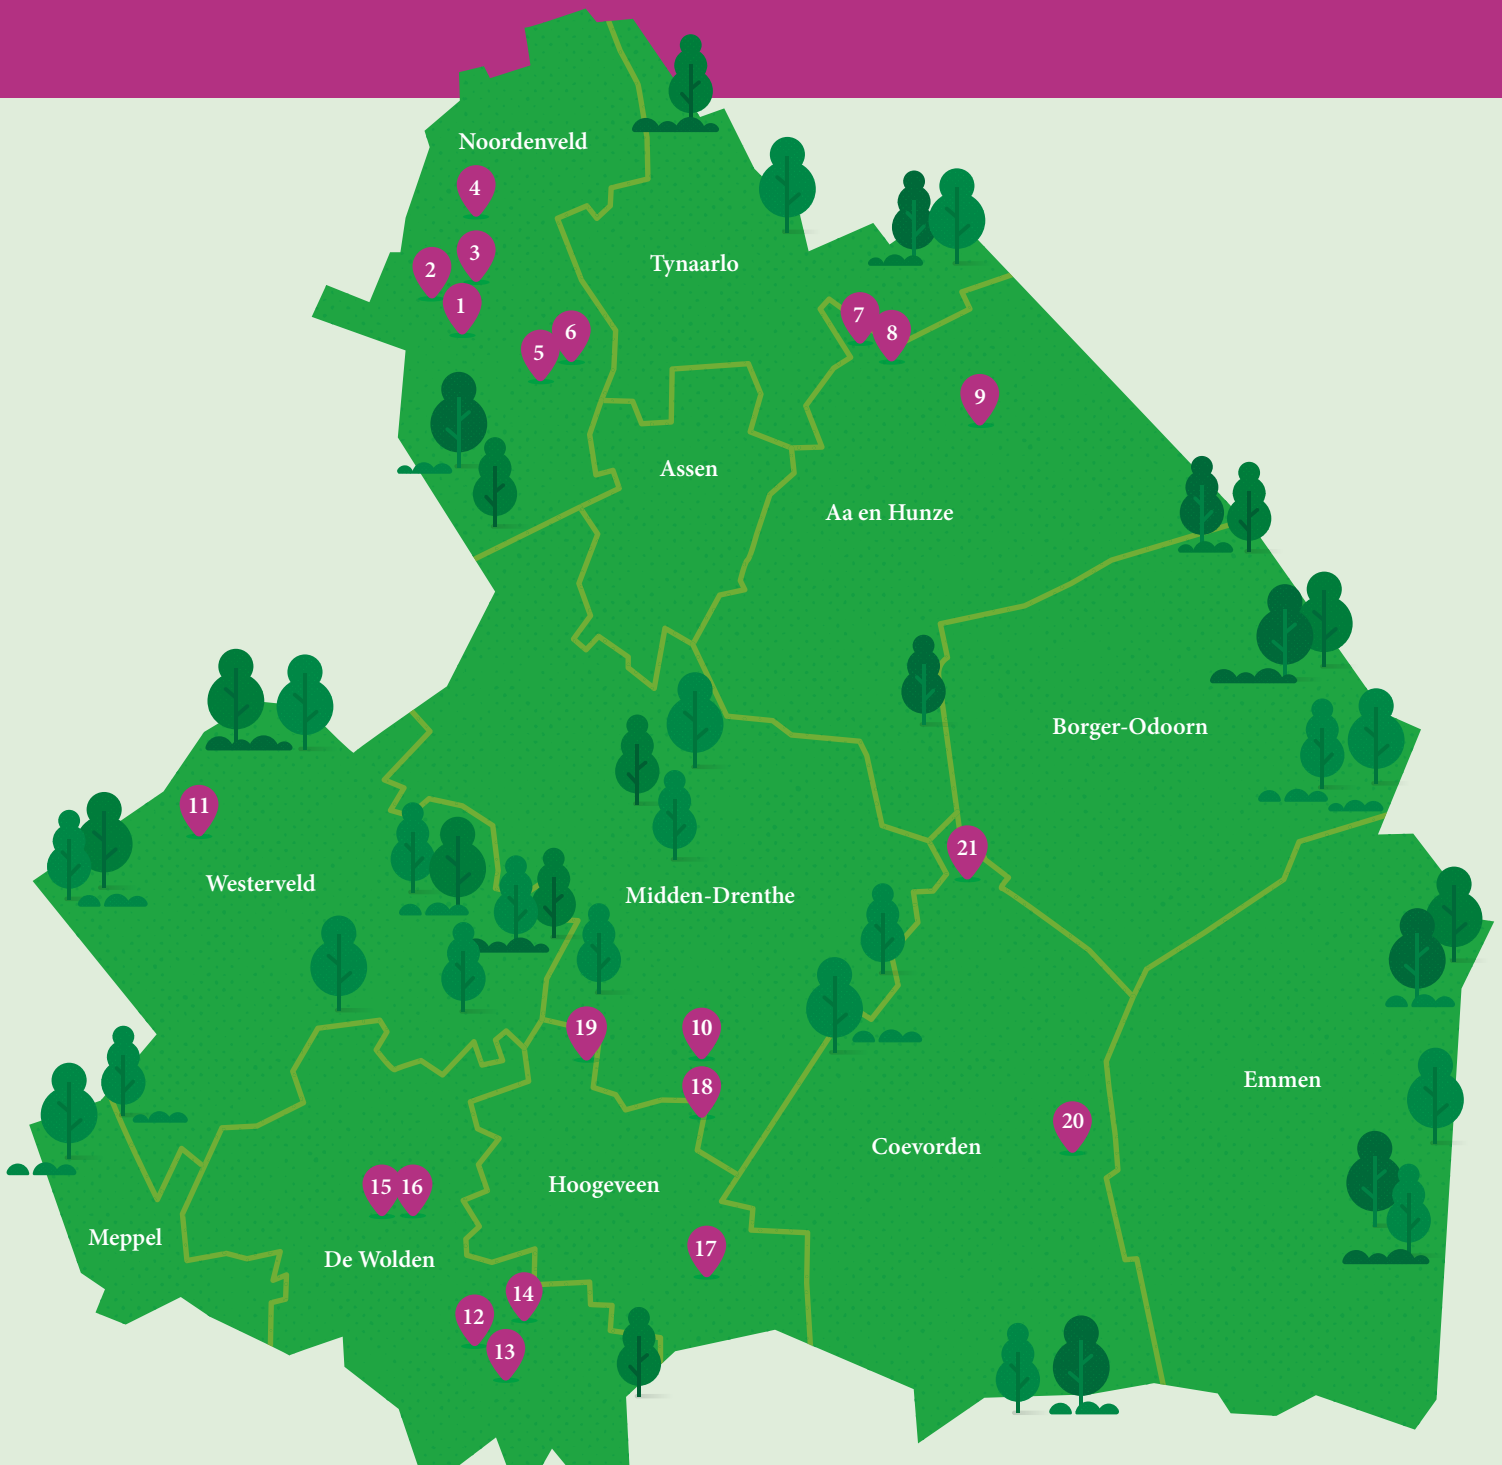 Noordenveld
4
3
2
1
6
5
Tynaarlo
7
8
9
Assen
Aa en Hunze
Borger-Odoorn
11
Westerveld
21
Midden-Drenthe
19
10
18
Emmen
20
Coevorden
15
16
Hoogeveen
Meppel
De Wolden
17
14
12
13